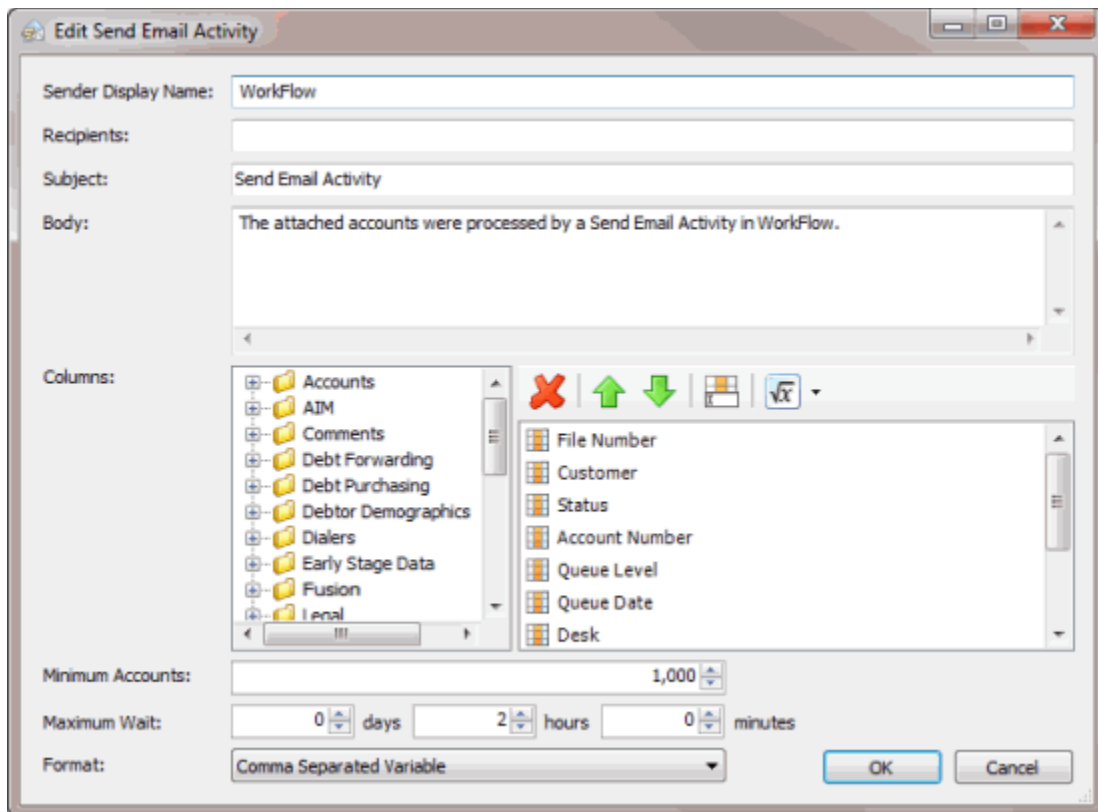 Edit Send Email Activity
Sender Display Name: WorkFlow
Recipients:
Subject: Send Email Activity
Body: The attached accounts were processed by a Send Email Activity in WorkFlow.
Columns:
Accounts
AIM
Comments
Debt Forwarding
Debt Purchasing
Debtor Demographics
Dialers
Early Stage Data
Fusion
Legal
√x
File Number
Customer
Status
Account Number
Queue Level
Queue Date
Desk
Minimum Accounts: 1,000
Maximum Wait: 0 days 2 hours 0 minutes
Format: Comma Separated Variable
OK Cancel